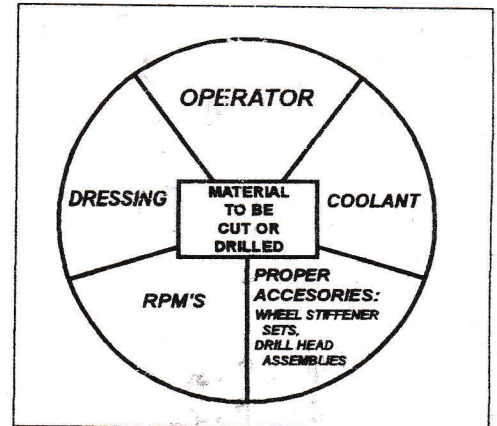 OPERATOR
DRESSING
MATERIAL
TO BE
CUT OR
DRILLED
COOLANT
RPM'S
PROPER
ACCESORIES:
WHEEL STIFFENER
SETS,
DRILL HEAD
ASSEMBLIES